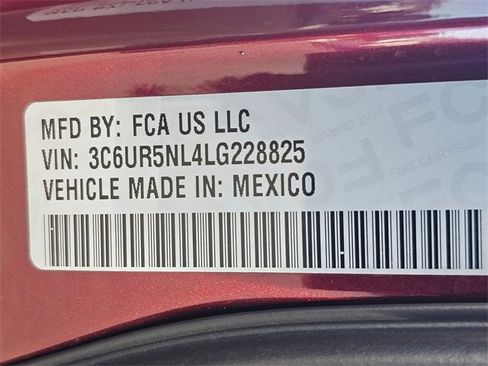 MFD BY: FCA US LLC
VIN: 3C6UR5NL4LG228825
VEHICLE MADE IN: MEXICO